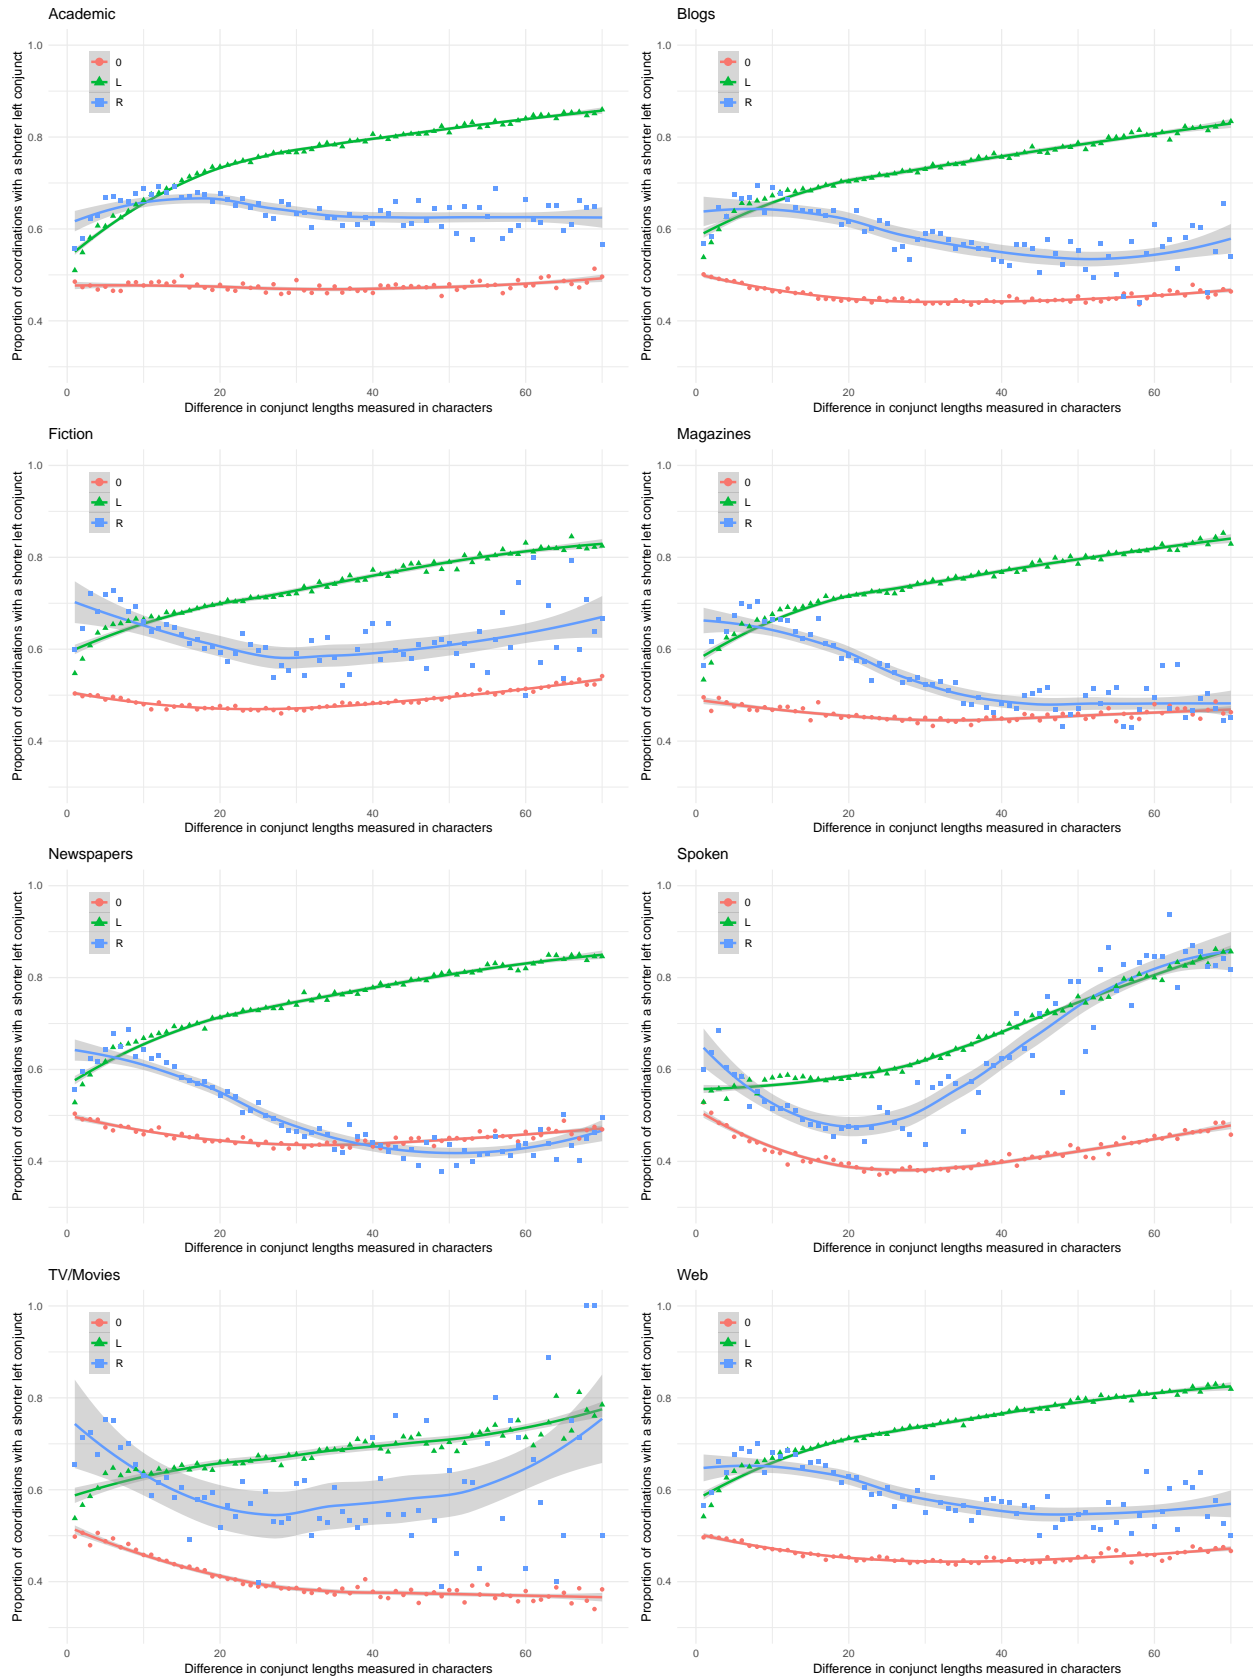 Academic
Proportion of coordinations with a shorter left conjunct
1.0
0.8
0.6
0.4
0
L
R
0
20
40
60
Difference in conjunct lengths measured in characters
Blogs
Proportion of coordinations with a shorter left conjunct
1.0
0.8
0.6
0.4
0
L
R
0
20
40
60
Difference in conjunct lengths measured in characters
Fiction
Proportion of coordinations with a shorter left conjunct
1.0
0.8
0.6
0.4
0
L
R
0
20
40
60
Difference in conjunct lengths measured in characters
Magazines
Proportion of coordinations with a shorter left conjunct
1.0
0.8
0.6
0.4
0
L
R
0
20
40
60
Difference in conjunct lengths measured in characters
Newspapers
Proportion of coordinations with a shorter left conjunct
1.0
0.8
0.6
0.4
0
L
R
0
20
40
60
Difference in conjunct lengths measured in characters
Spoken
Proportion of coordinations with a shorter left conjunct
1.0
0.8
0.6
0.4
0
L
R
0
20
40
60
Difference in conjunct lengths measured in characters
TV/Movies
Proportion of coordinations with a shorter left conjunct
1.0
0.8
0.6
0.4
0
L
R
0
20
40
60
Difference in conjunct lengths measured in characters
Web
Proportion of coordinations with a shorter left conjunct
1.0
0.8
0.6
0.4
0
L
R
0
20
40
60
Difference in conjunct lengths measured in characters